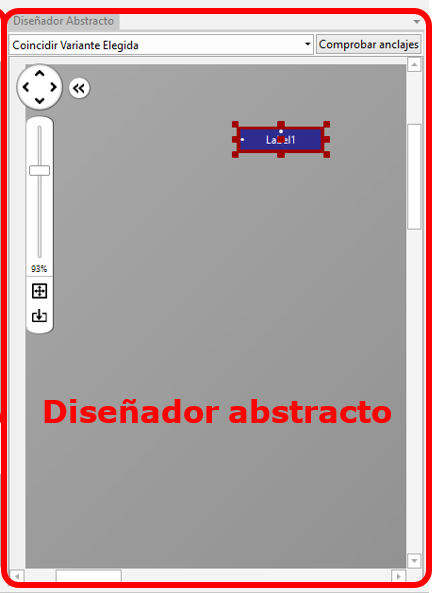 Diseñador Abstracto
Coincidir Variante Elegida
Comprobar anclajes
Label1
93%
Diseñador abstracto